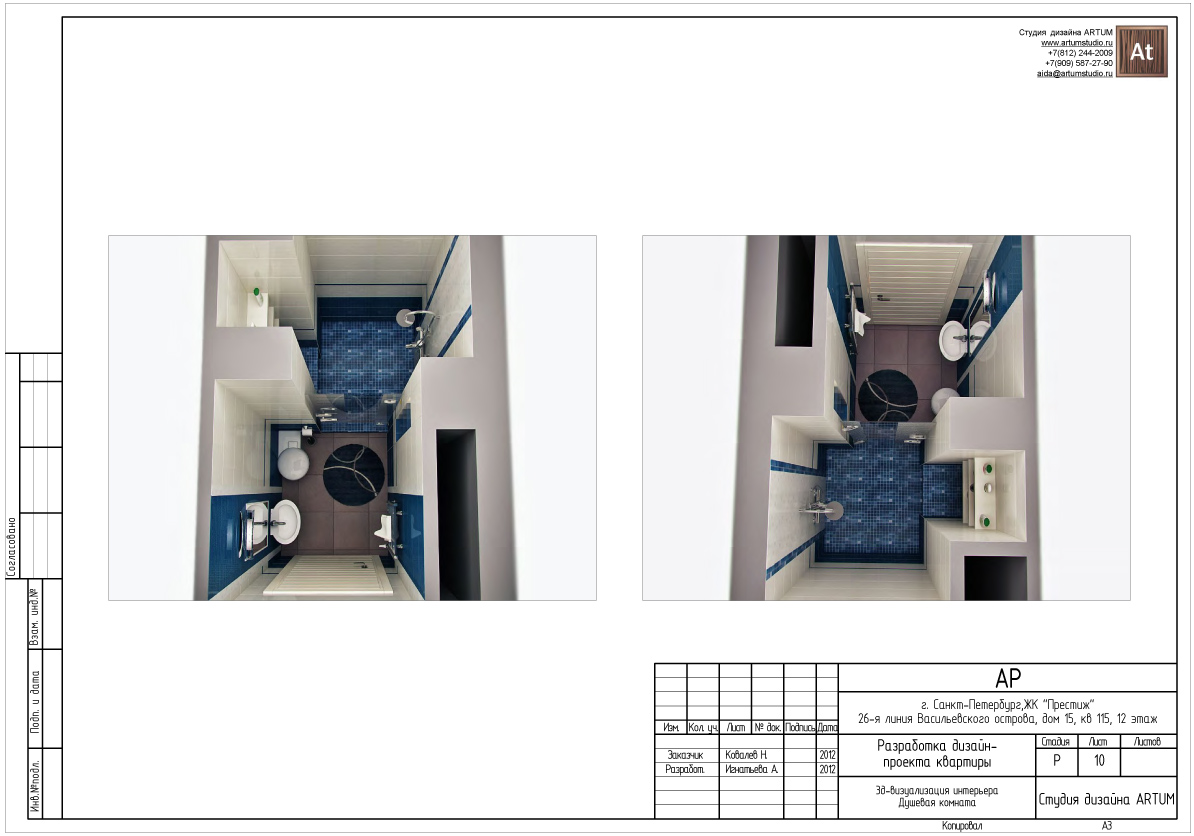 Студия дизайна ARTUM
www.artumstudio.ru
+7(812) 244-2009
+7(909) 587-27-90
aida@artumstudio.ru
At
Согласовано
Взам. инв.№
Подп. и дата
Инв.№подл.
АР
г. Санкт-Петербург,ЖК "Престиж"
26-я линия Васильевского острова, дом 15, кв 115, 12 этаж
Изм. Кол. уч. Лист № док. Подпись Дата
Заказчик Ковалев Н. 2012
Разработ. Игнатьева А. 2012
Разработка дизайн-
проекта квартиры
Стадия Лист Листов
Р 10
3д-визуализация интерьера
Душевая комната
Студия дизайна ARTUM
Копировал А3